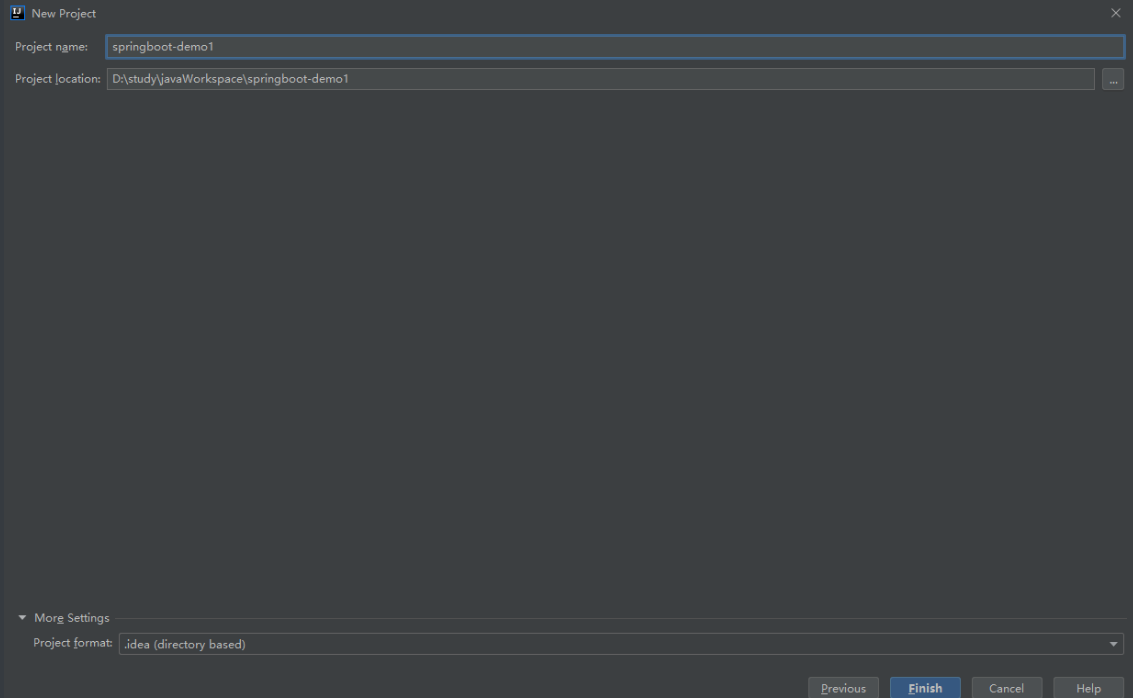 New Project
Project name: springboot-demo1
Project location: D:\study\javaWorkspace\springboot-demo1 ...
More Settings
Project format: .idea (directory based)
Previous Finish Cancel Help